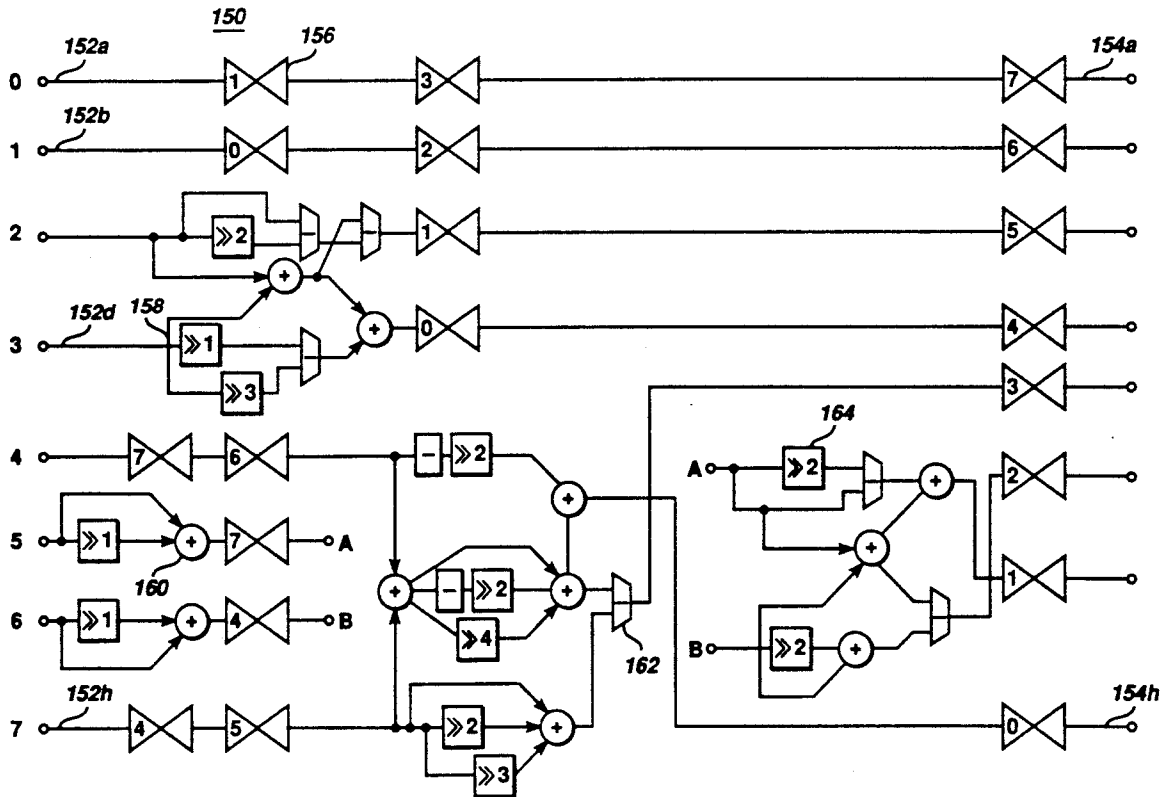 150
0 152a 1 156 3 7 154a
1 152b 0 2 6
2 ≫2 − − 1 5
+
3 152d 158 ≫1 − + 0 4
≫3 3
4 7 6 − ≫2 A ≫2 164 − + 2
+
5 ≫1 + 7 A
160
+ − ≫2 + − + 1
6 ≫1 + 4 B ≫4 162 B ≫2 + −
7 152h 4 5 ≫2 + 0 154h
≫3